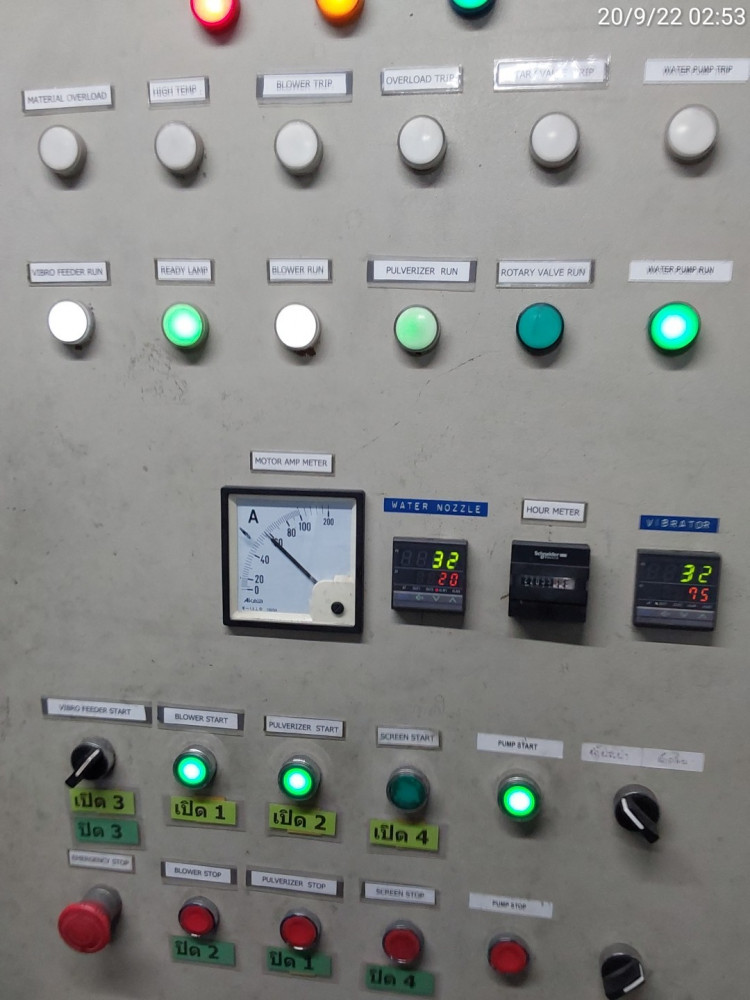 20/9/22 02:53
MATERIAL OVERLOAD
HIGH TEMP
BLOWER TRIP
OVERLOAD TRIP
WATER PUMP TRIP
VIBRO FEEDER RUN
READY LAMP
BLOWER RUN
PULVERIZER RUN
ROTARY VALVE RUN
WATER PUMP RUN
MOTOR AMP METER
A
0
20
40
60
80
100
200
WATER NOZZLE
32
20
HOUR METER
Schneider
VIBRATOR
32
75
VIBRO FEEDER START
BLOWER START
PULVERIZER START
SCREEN START
PUMP START
เปิด 3
ปิด 3
เปิด 1
เปิด 2
เปิด 4
EMERGENCY STOP
BLOWER STOP
PULVERIZER STOP
SCREEN STOP
PUMP STOP
ปิด 2
ปิด 1
ปิด 4